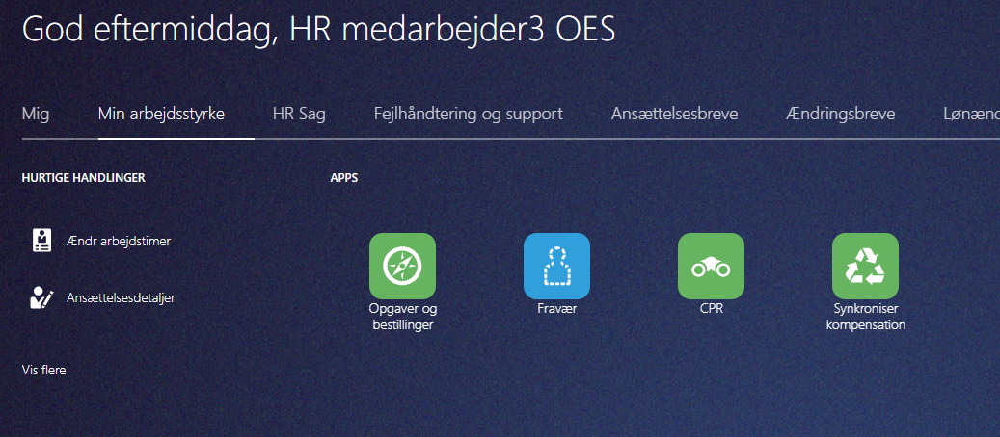 God eftermiddag, HR medarbejder3 OES
Mig Min arbejdsstyrke HR Sag Fejlhåndtering og support Ansættelsesbreve Ændringsbreve
HURTIGE HANDLINGER
APPS
Ændr arbejdstimer
Ansættelsesdetaljer
Vis flere
Opgaver og
bestillinger
Fravær
CPR
Synkroniser
kompensation